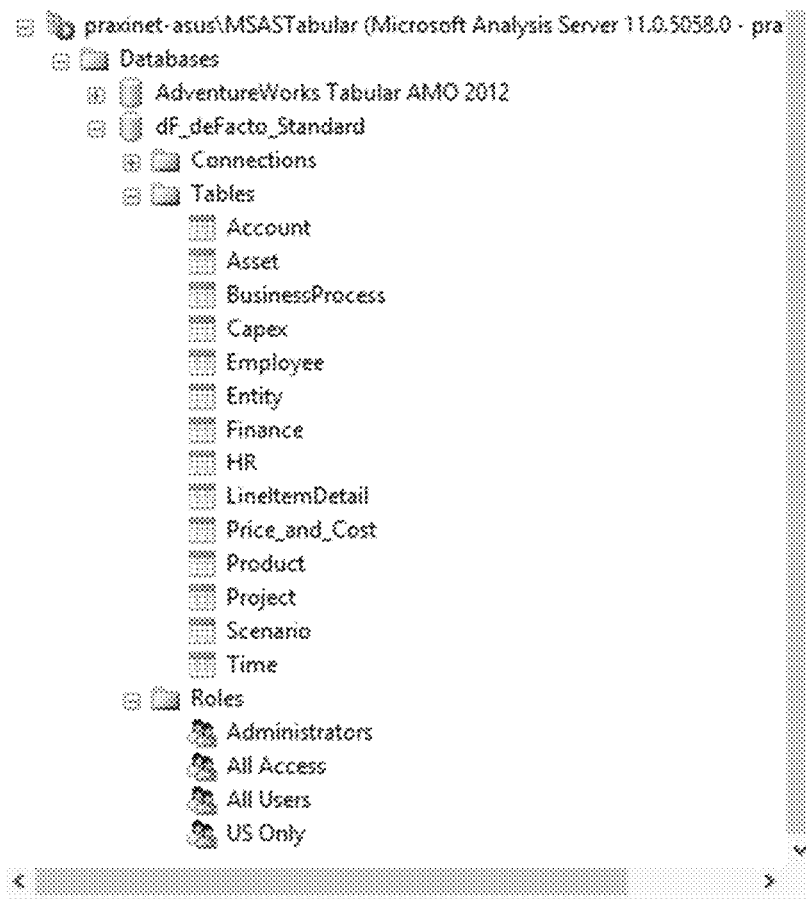 praxinet-asus\MSASTabular (Microsoft Analysis Server 11.0.5058.0 - pra
Databases
AdventureWorks Tabular AMO 2012
dF_deFacto_Standard
Connections
Tables
Account
Asset
BusinessProcess
Capex
Employee
Entity
Finance
HR
LineItemDetail
Price_and_Cost
Product
Project
Scenario
Time
Roles
Administrators
All Access
All Users
US Only